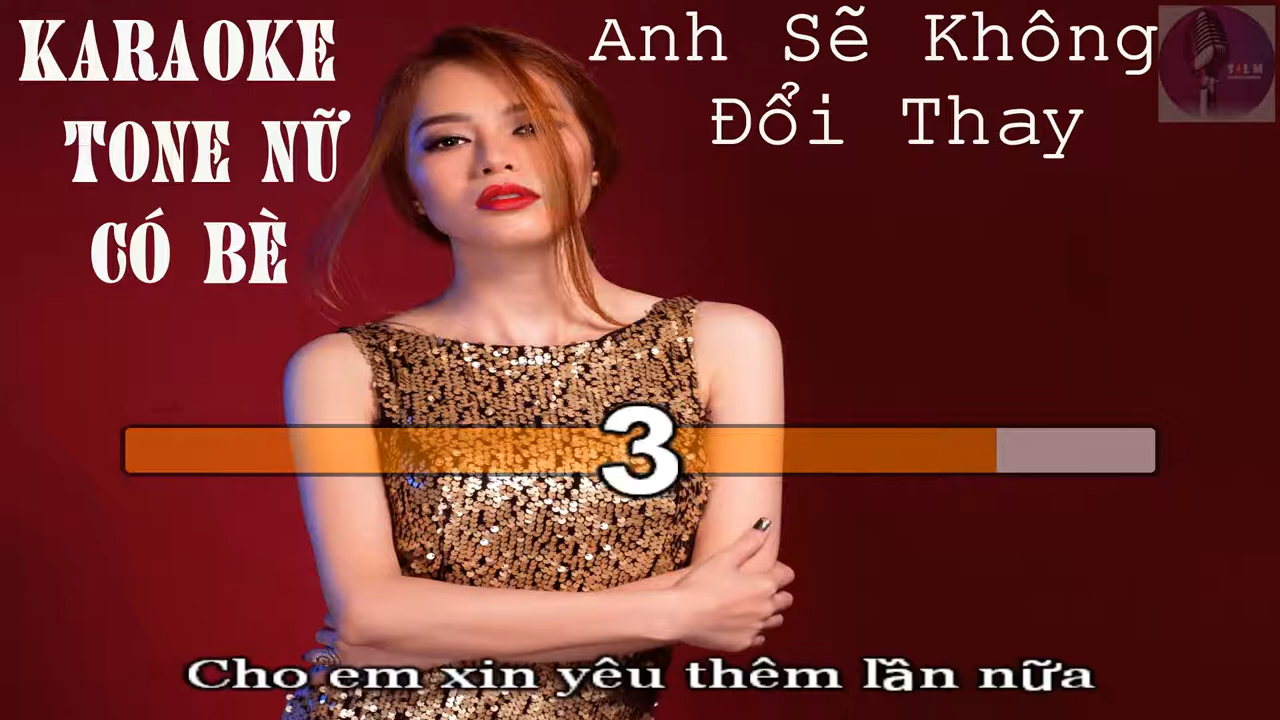 KARAOKE
TONE NỮ
CÓ BÈ
Anh Sẽ Không
Đổi Thay
3
Cho em xin yêu thêm lần nữa